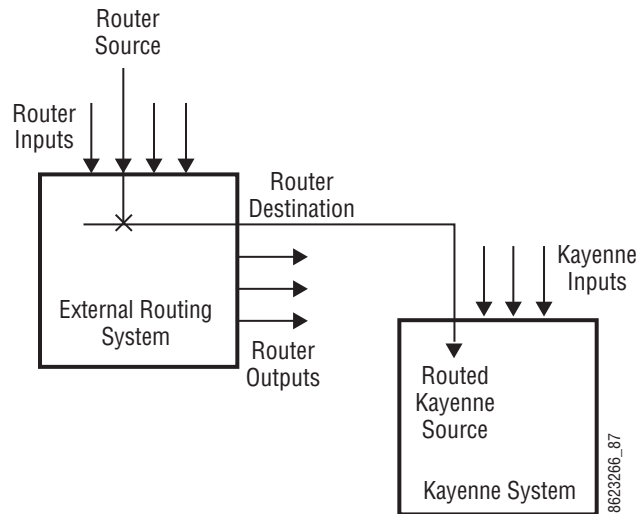 Router
Source
Router
Inputs
Router
Destination
Kayenne
Inputs
External Routing
System
Router
Outputs
Routed
Kayenne
Source
Kayenne System
8623266_87